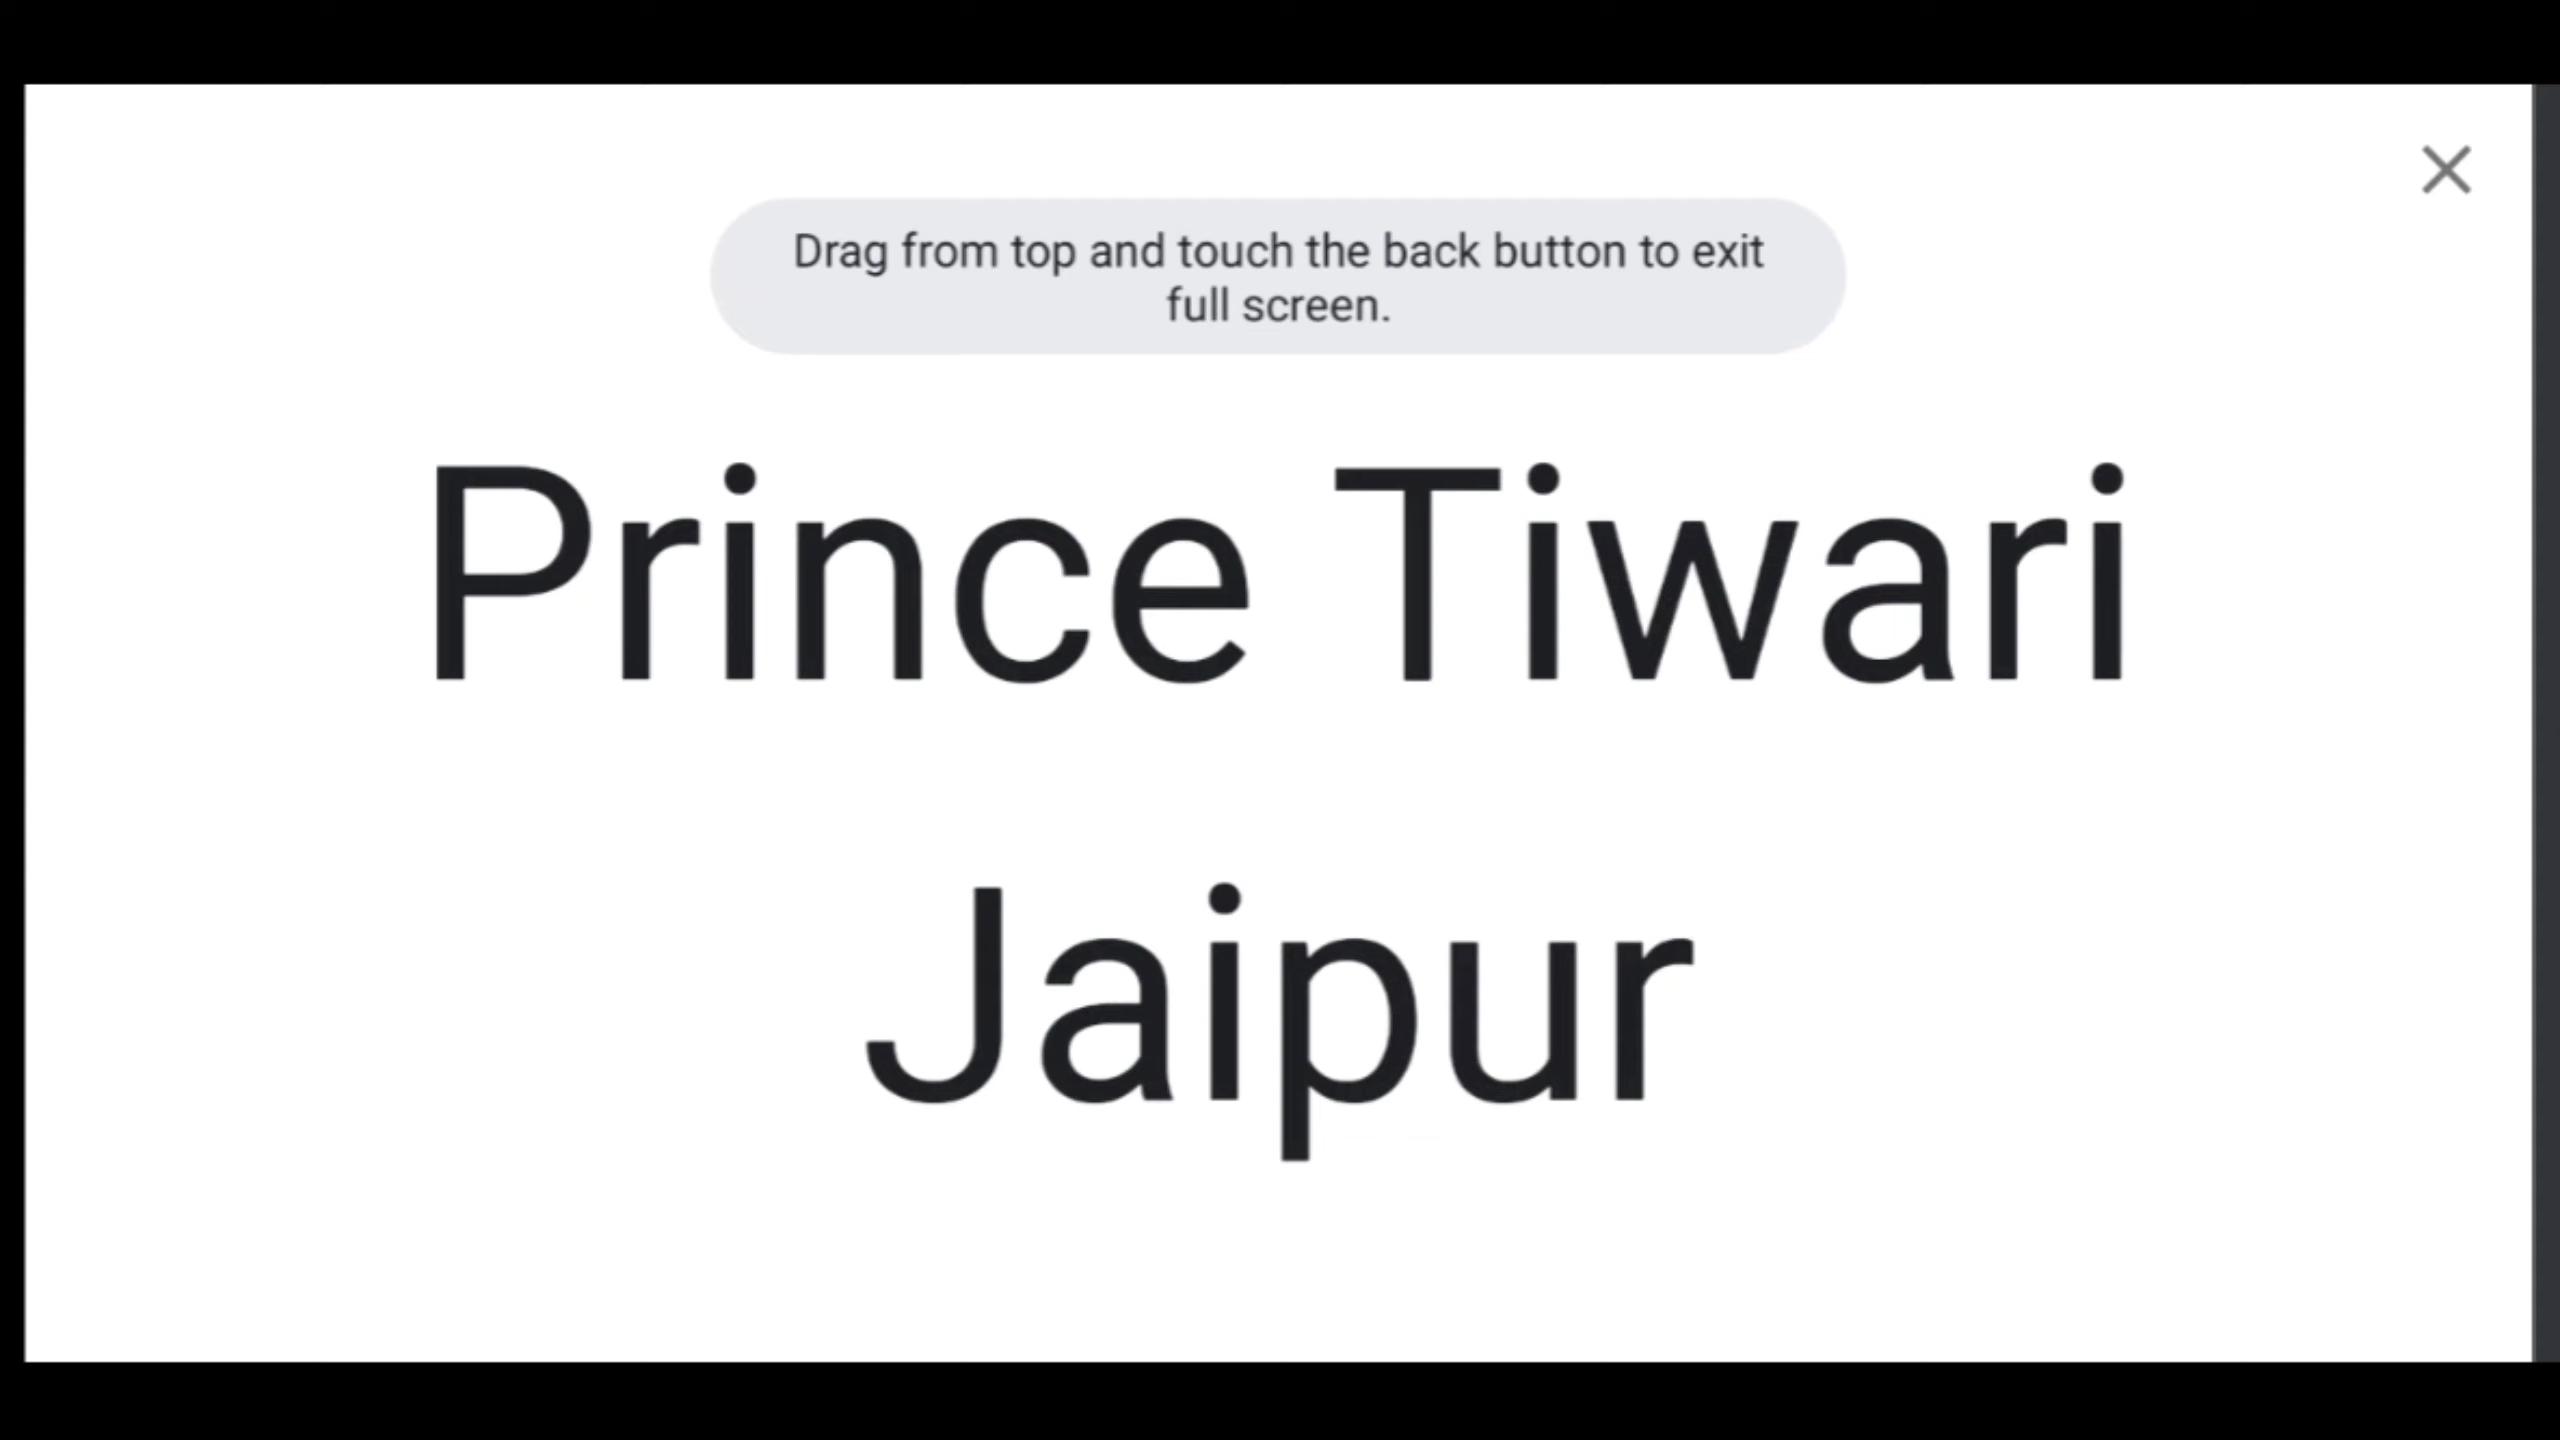 Drag from top and touch the back button to exit
full screen.
Prince Tiwari
Jaipur